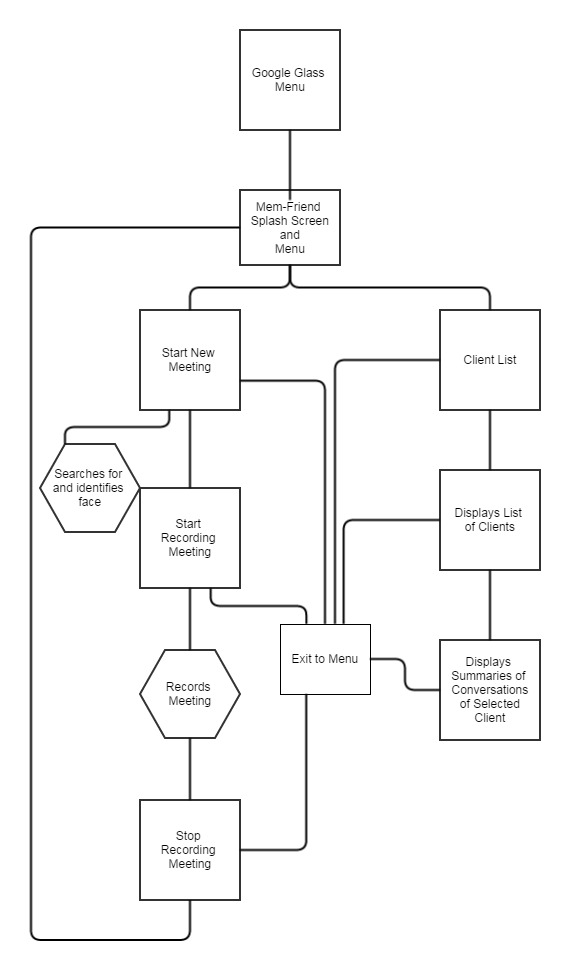 Google Glass
Menu
Mem-Friend
Splash Screen
and
Menu
Start New
Meeting
Client List
Searches for
and identifies
face
Start
Recording
Meeting
Displays List
of Clients
Exit to Menu
Displays
Summaries of
Conversations
of Selected
Client
Records
Meeting
Stop
Recording
Meeting